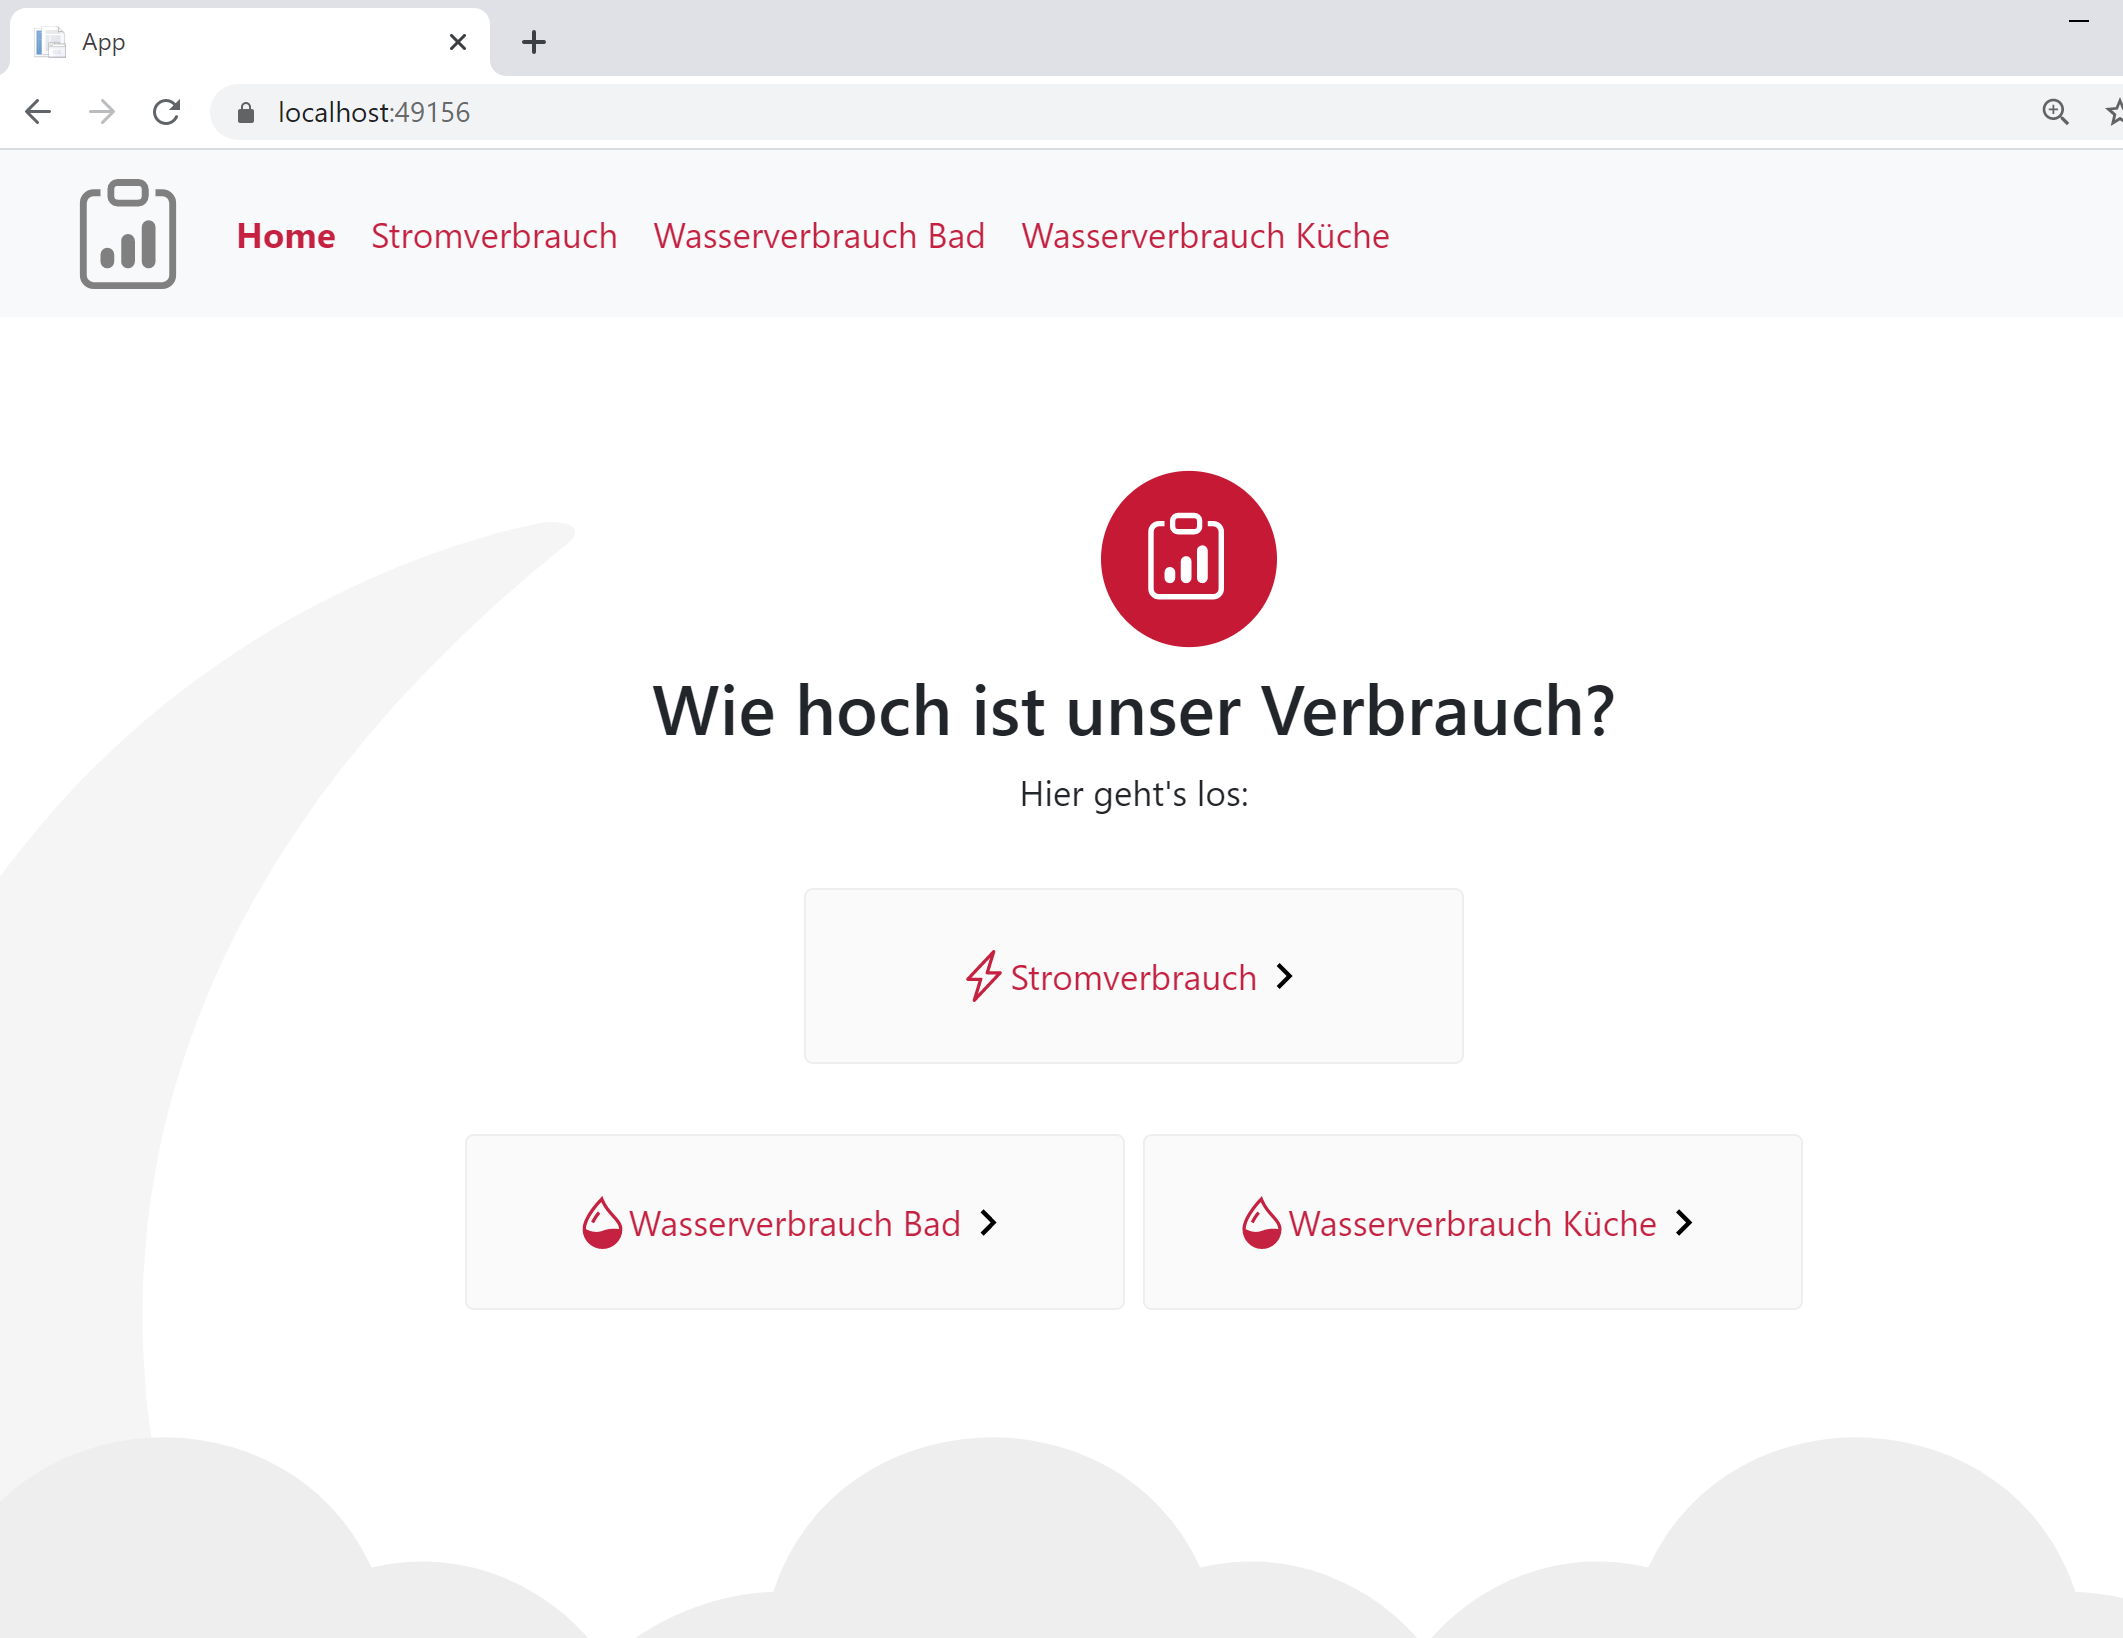 App
localhost:49156
Home Stromverbrauch Wasserverbrauch Bad Wasserverbrauch Küche
Wie hoch ist unser Verbrauch?
Hier geht's los:
Stromverbrauch
Wasserverbrauch Bad
Wasserverbrauch Küche